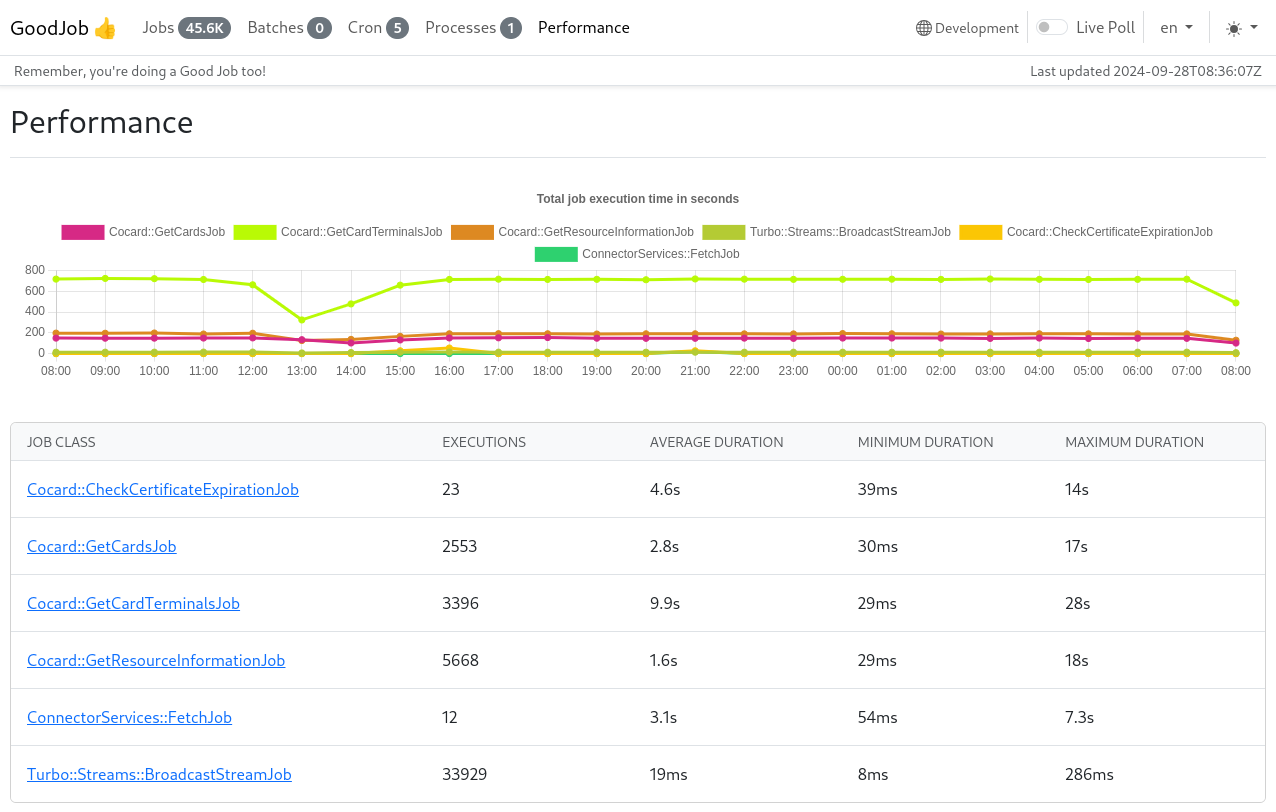 GoodJob 👍 Jobs 45.6K Batches 0 Cron 5 Processes 1 Performance Development Live Poll en
Remember, you're doing a Good Job too! Last updated 2024-09-28T08:36:07Z
Performance
Total job execution time in seconds
Cocard::GetCardsJob Cocard::GetCardTerminalsJob Cocard::GetResourceInformationJob Turbo::Streams::BroadcastStreamJob Cocard::CheckCertificateExpirationJob
ConnectorServices::FetchJob
800
600
400
200
0
08:00 09:00 10:00 11:00 12:00 13:00 14:00 15:00 16:00 17:00 18:00 19:00 20:00 21:00 22:00 23:00 00:00 01:00 02:00 03:00 04:00 05:00 06:00 07:00 08:00
JOB CLASS EXECUTIONS AVERAGE DURATION MINIMUM DURATION MAXIMUM DURATION
Cocard::CheckCertificateExpirationJob 23 4.6s 39ms 14s
Cocard::GetCardsJob 2553 2.8s 30ms 17s
Cocard::GetCardTerminalsJob 3396 9.9s 29ms 28s
Cocard::GetResourceInformationJob 5668 1.6s 29ms 18s
ConnectorServices::FetchJob 12 3.1s 54ms 7.3s
Turbo::Streams::BroadcastStreamJob 33929 19ms 8ms 286ms